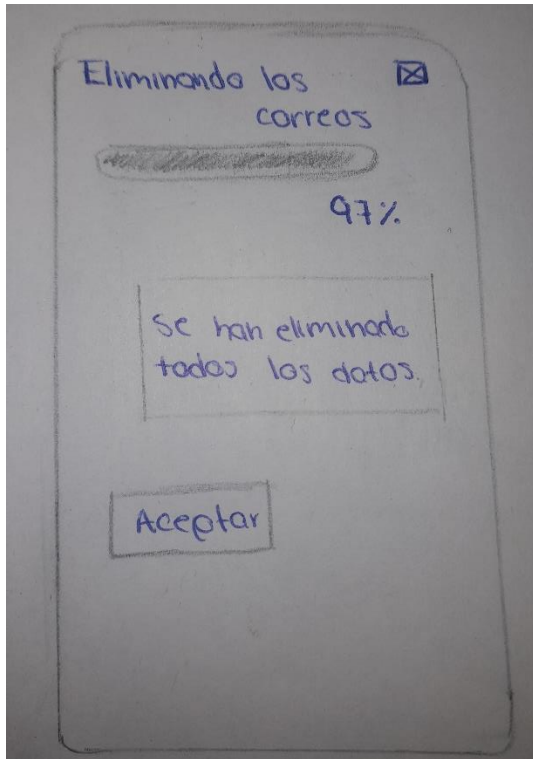 Eliminando los
correos
97%
Se han eliminado
todos los datos.
Aceptar